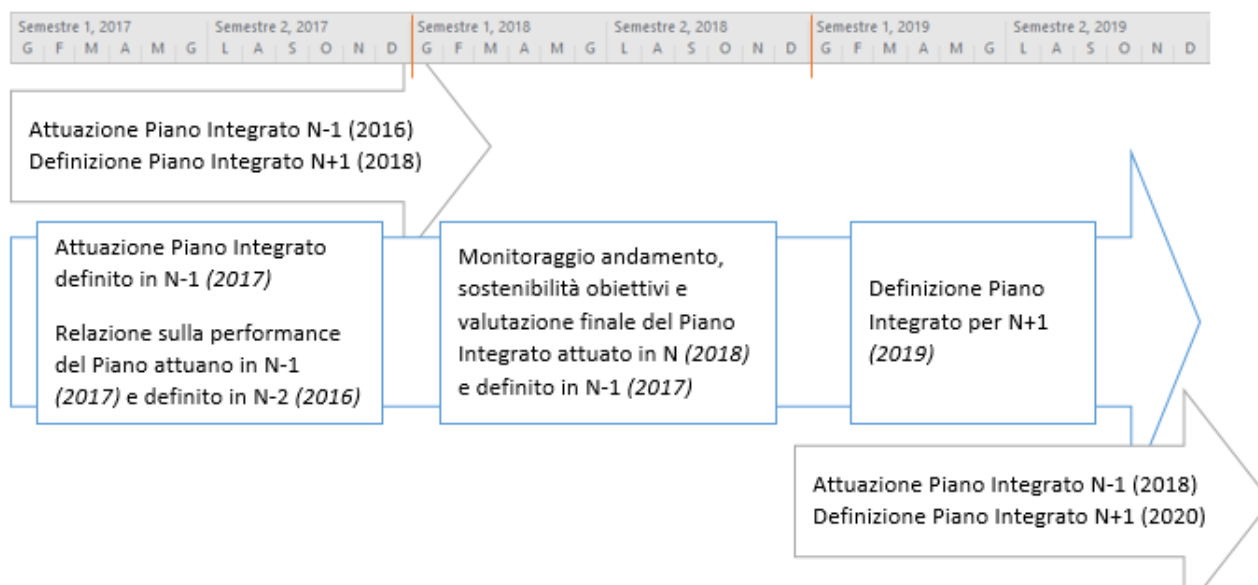 Semestre 1, 2017 Semestre 2, 2017 Semestre 1, 2018 Semestre 2, 2018 Semestre 1, 2019 Semestre 2, 2019
G F M A M G L A S O N D G F M A M G L A S O N D G F M A M G L A S O N D
Attuazione Piano Integrato N-1 (2016)
Definizione Piano Integrato N+1 (2018)
Attuazione Piano Integrato
definito in N-1 (2017)
Relazione sulla performance
del Piano attuano in N-1
(2017) e definito in N-2 (2016)
Monitoraggio andamento,
sostenibilità obiettivi e
valutazione finale del Piano
Integrato attuato in N (2018)
e definito in N-1 (2017)
Definizione Piano
Integrato per N+1
(2019)
Attuazione Piano Integrato N-1 (2018)
Definizione Piano Integrato N+1 (2020)